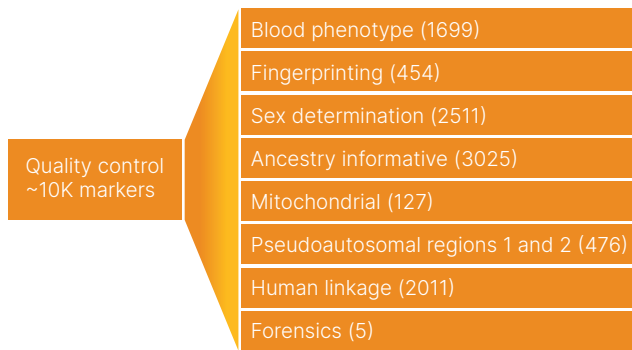 Quality control
~10K markers
Blood phenotype (1699)
Fingerprinting (454)
Sex determination (2511)
Ancestry informative (3025)
Mitochondrial (127)
Pseudoautosomal regions 1 and 2 (476)
Human linkage (2011)
Forensics (5)